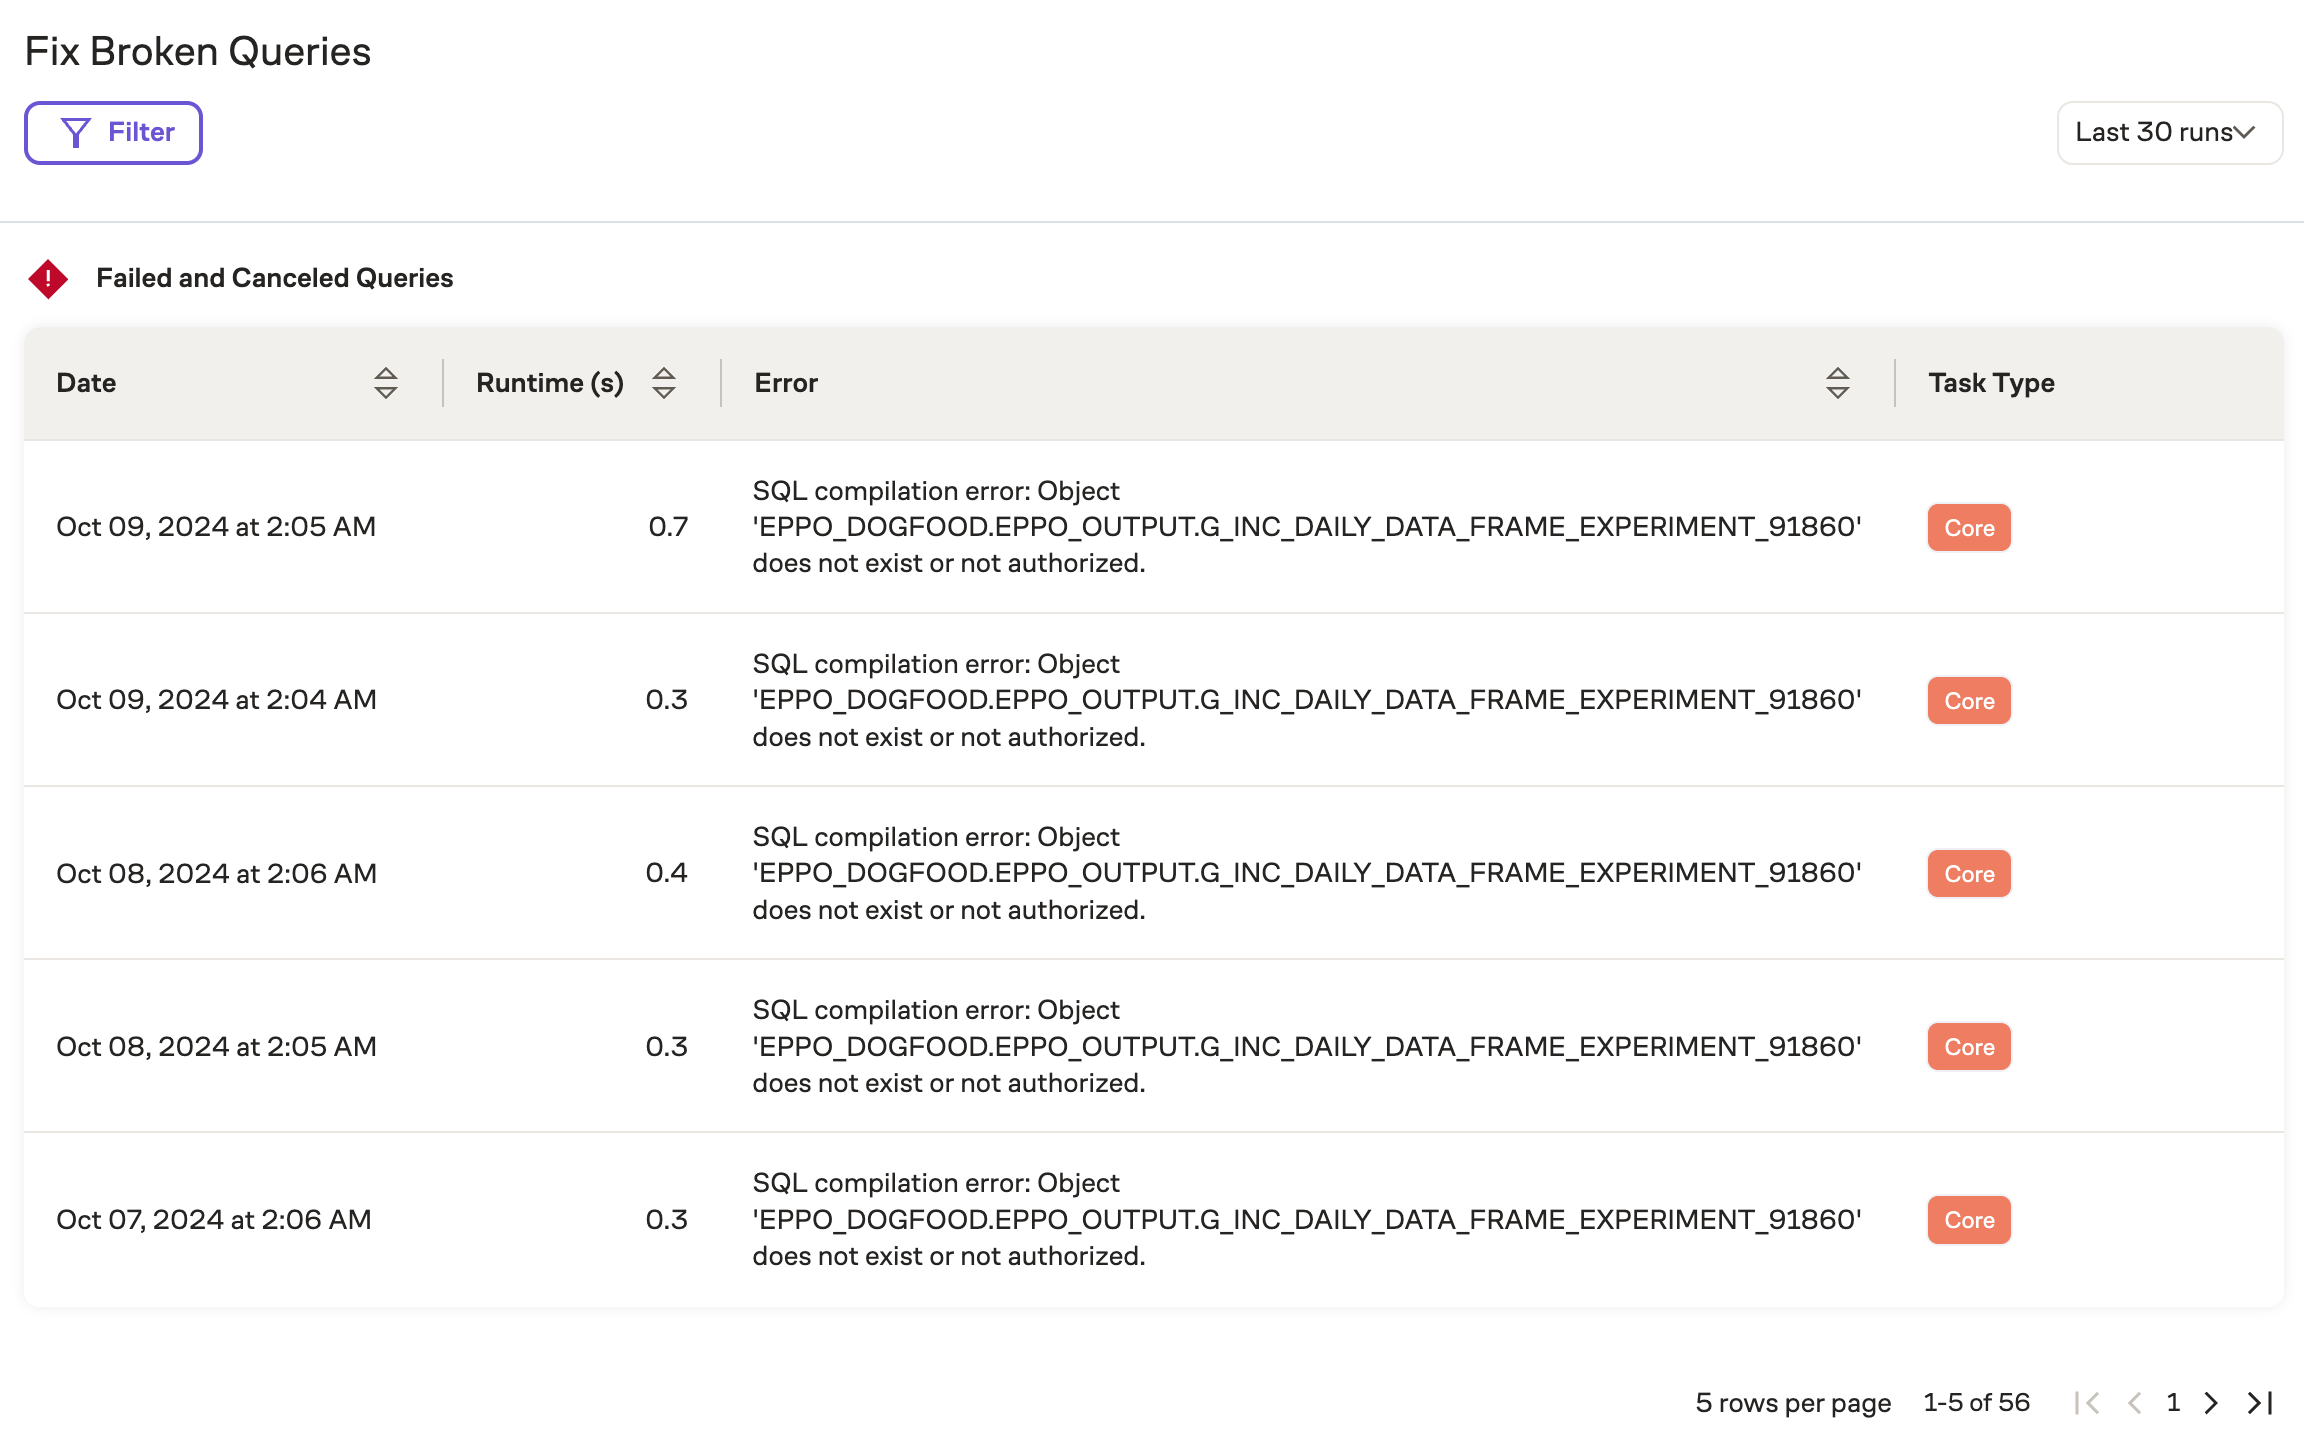 Fix Broken Queries
Filter
Last 30 runs
Failed and Canceled Queries
Date Runtime (s) Error Task Type
SQL compilation error: Object
Oct 09, 2024 at 2:05 AM 0.7 'EPPO_DOGFOOD.EPPO_OUTPUT.G_INC_DAILY_DATA_FRAME_EXPERIMENT_91860' Core
does not exist or not authorized.
SQL compilation error: Object
Oct 09, 2024 at 2:04 AM 0.3 'EPPO_DOGFOOD.EPPO_OUTPUT.G_INC_DAILY_DATA_FRAME_EXPERIMENT_91860' Core
does not exist or not authorized.
SQL compilation error: Object
Oct 08, 2024 at 2:06 AM 0.4 'EPPO_DOGFOOD.EPPO_OUTPUT.G_INC_DAILY_DATA_FRAME_EXPERIMENT_91860' Core
does not exist or not authorized.
SQL compilation error: Object
Oct 08, 2024 at 2:05 AM 0.3 'EPPO_DOGFOOD.EPPO_OUTPUT.G_INC_DAILY_DATA_FRAME_EXPERIMENT_91860' Core
does not exist or not authorized.
SQL compilation error: Object
Oct 07, 2024 at 2:06 AM 0.3 'EPPO_DOGFOOD.EPPO_OUTPUT.G_INC_DAILY_DATA_FRAME_EXPERIMENT_91860' Core
does not exist or not authorized.
5 rows per page 1-5 of 56 1